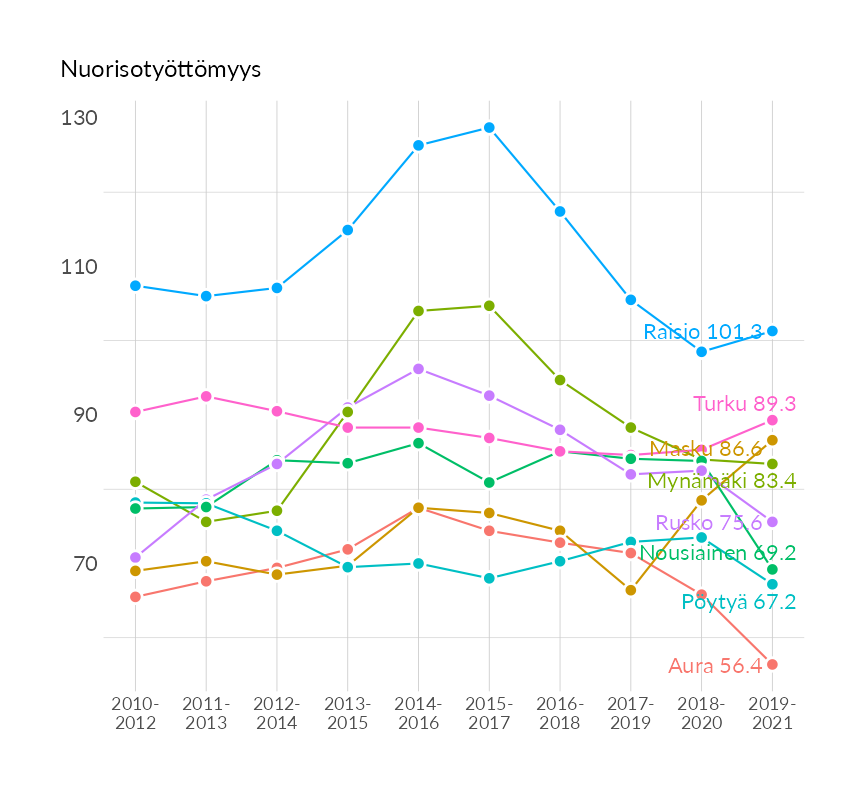 Nuorisotyöttömyys
130
110
90
70
Raisio 101.3
Turku 89.3
Masku 86.6
Mynämäki 83.4
Rusko 75.6
Nousiainen 69.2
Pöytyä 67.2
Aura 56.4
2010- 2011- 2012- 2013- 2014- 2015- 2016- 2017- 2018- 2019-
2012 2013 2014 2015 2016 2017 2018 2019 2020 2021